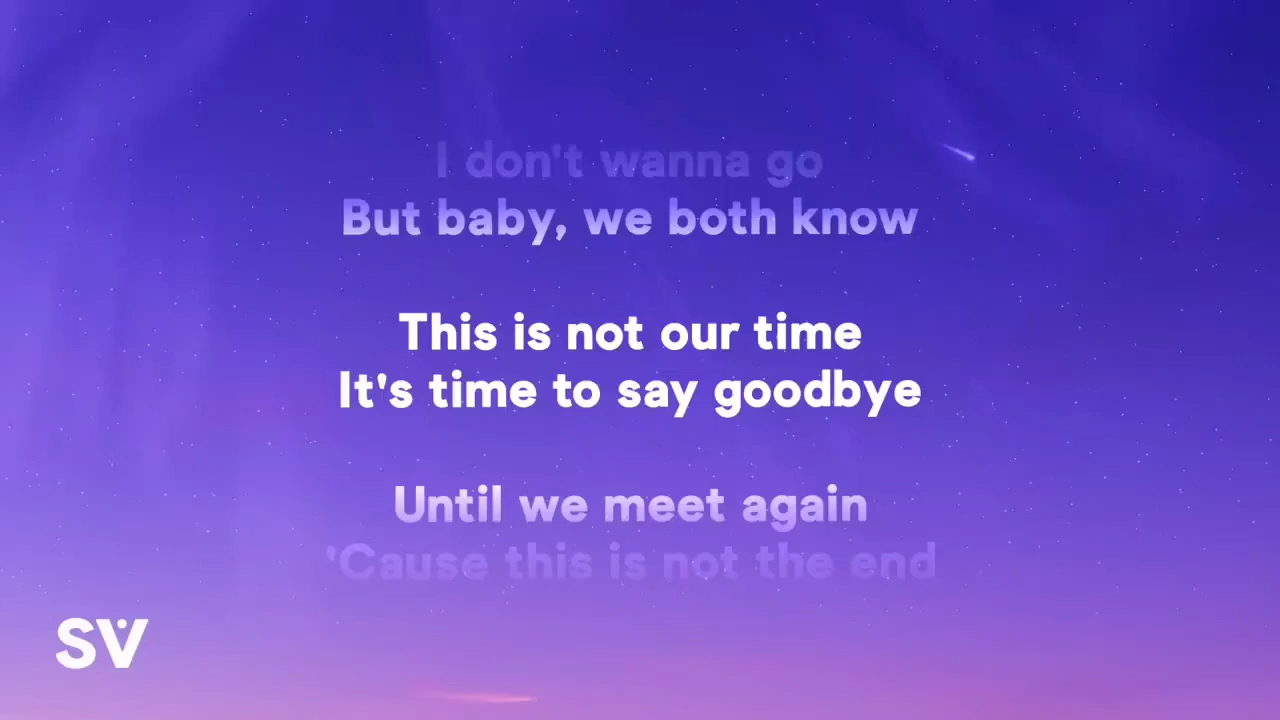 I don't wanna go
But baby, we both know
This is not our time
It's time to say goodbye
Until we meet again
'Cause this is not the end
SV